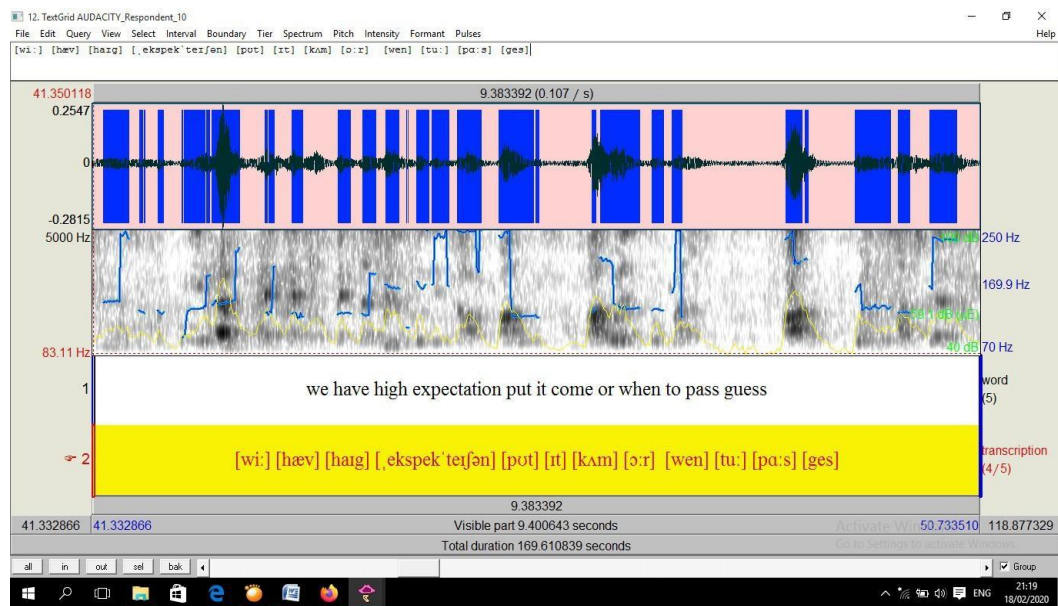 12. TextGrid AUDACITY_Respondent_10
File Edit Query View Select Interval Boundary Tier Spectrum Pitch Intensity Formant Pulses Help
[wiː] [hæv] [haɪg] [ˌekspekˈteɪʃən] [pʊt] [ɪt] [kʌm] [ɔːr] [wen] [tuː] [pɑːs] [ges]
41.350118 9.383392 (0.107 / s)
0.2547
0
-0.2815
5000 Hz 250 Hz
169.9 Hz
83.11 Hz 40 dB 70 Hz
1 we have high expectation put it come or when to pass guess word (5)
2 [wiː] [hæv] [haɪg] [ˌekspekˈteɪʃən] [pʊt] [ɪt] [kʌm] [ɔːr] [wen] [tuː] [pɑːs] [ges] transcription (4/5)
9.383392
41.332866 41.332866 Visible part 9.400643 seconds 50.733510 118.877329
Total duration 169.610839 seconds
Activate Windows
Go to Settings to activate Windows.
all in out sel bak Group
ENG 21:19
18/02/2020